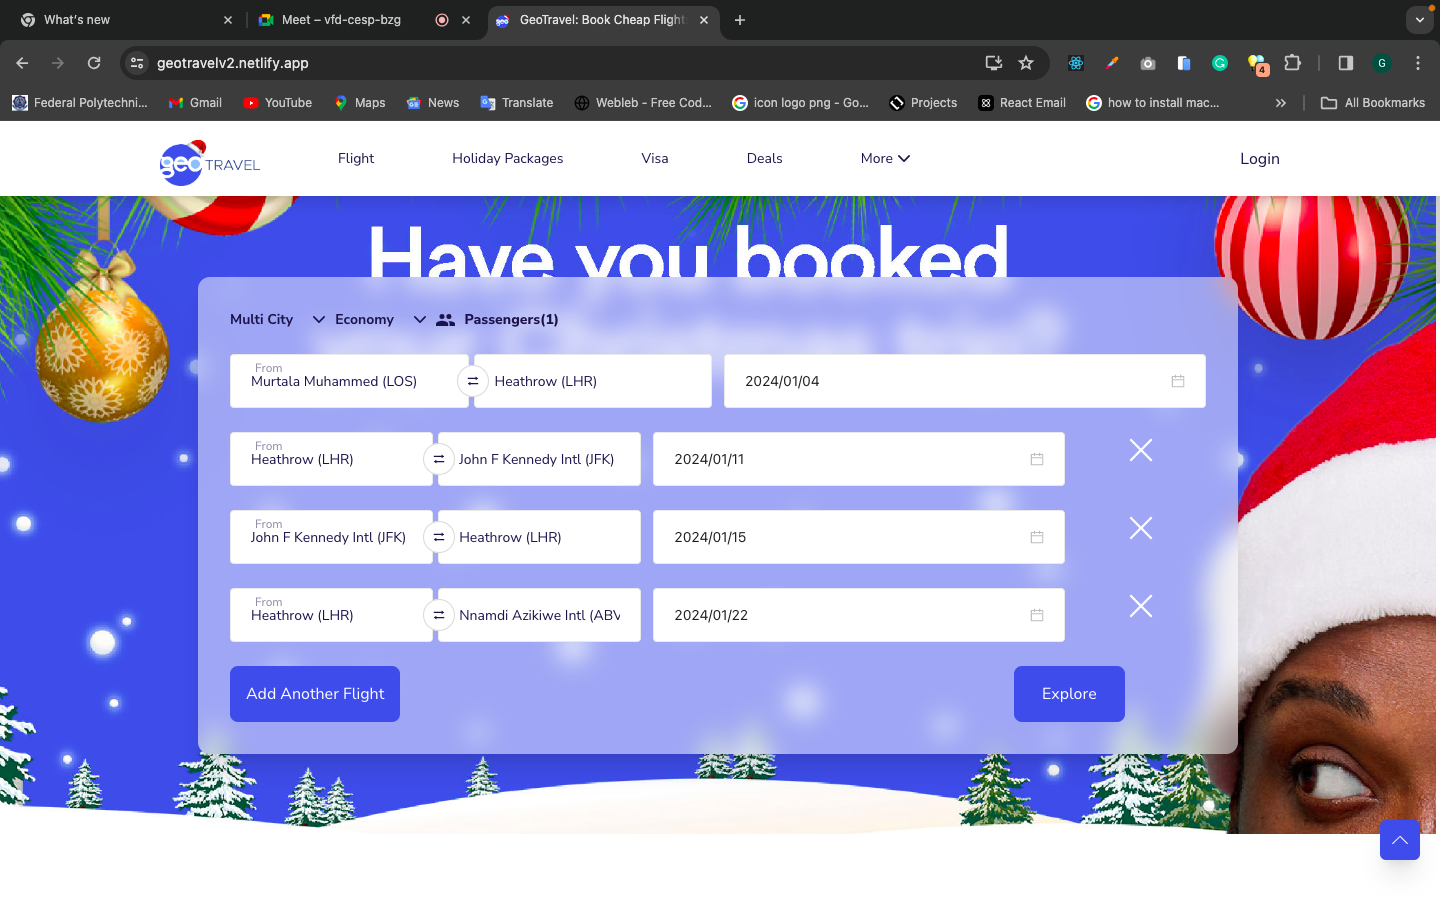 What's new
Meet – vfd-cesp-bzg
GeoTravel: Book Cheap Flight
geotravelv2.netlify.app
G
4
G
Federal Polytechni...
Gmail
YouTube
Maps
News
Translate
Webleb - Free Cod...
icon logo png - Go...
Projects
React Email
how to install mac...
All Bookmarks
geo TRAVEL
Flight
Holiday Packages
Visa
Deals
More
Login
Have you booked
Multi City
Economy
Passengers(1)
From
Murtala Muhammed (LOS)
Heathrow (LHR)
2024/01/04
From
Heathrow (LHR)
John F Kennedy Intl (JFK)
2024/01/11
From
John F Kennedy Intl (JFK)
Heathrow (LHR)
2024/01/15
From
Heathrow (LHR)
Nnamdi Azikiwe Intl (ABV
2024/01/22
Add Another Flight
Explore